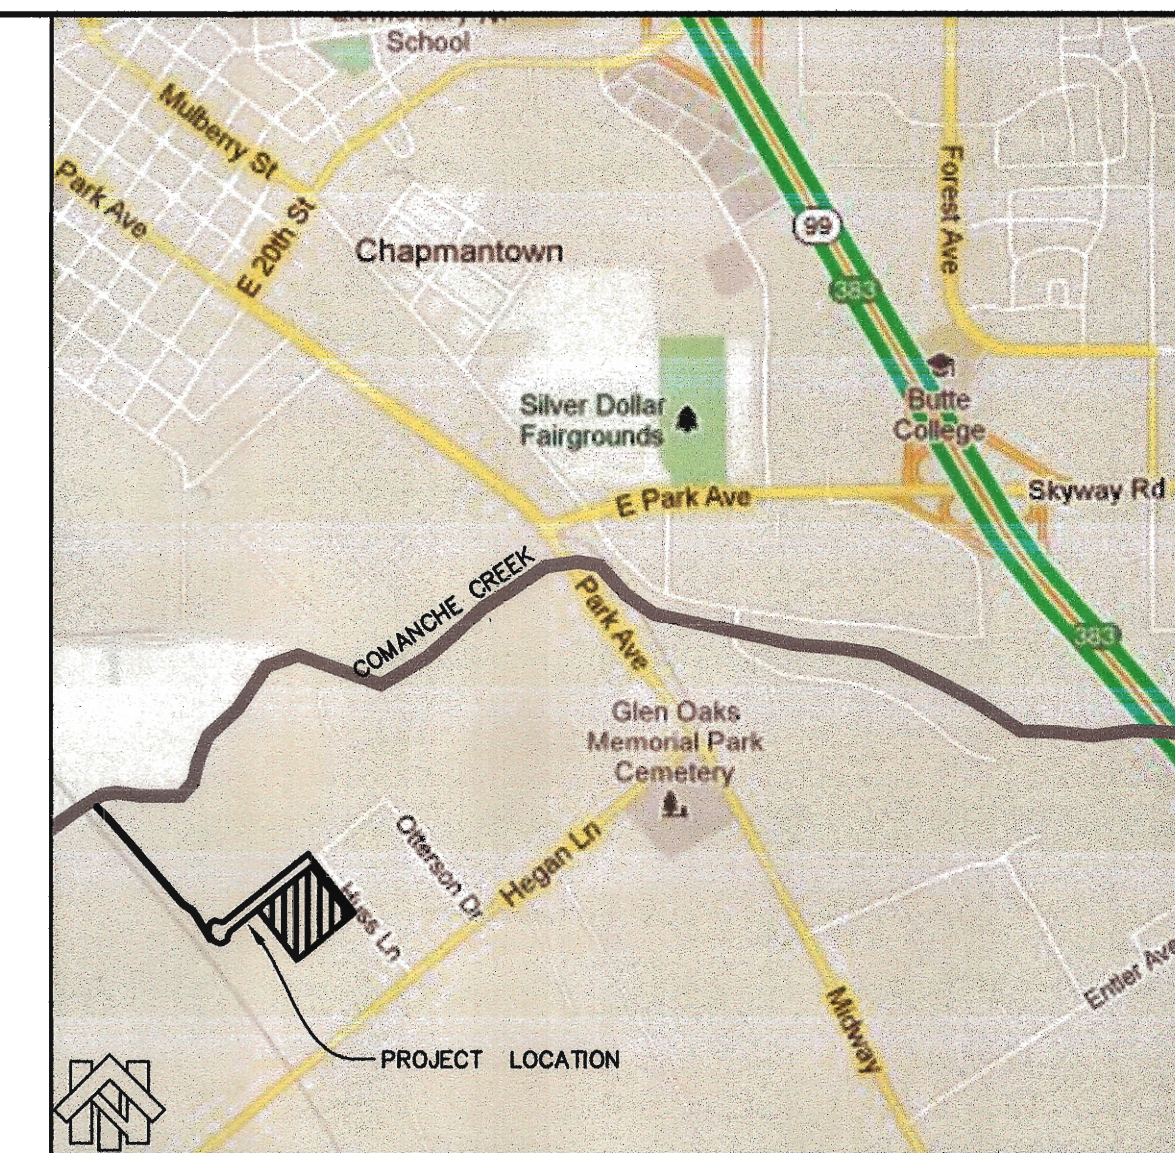 School
Mulberry St
Park Ave
E 20th St
Chapmantown
99
383
Forest Ave
Butte
College
Silver Dollar
Fairgrounds
E Park Ave
Skyway Rd
COMANCHE CREEK
Park Ave
383
Glen Oaks
Memorial Park
Cemetery
Otterson Dr
Hegan Ln
Huss Ln
Entler Ave
Midway
PROJECT LOCATION
N